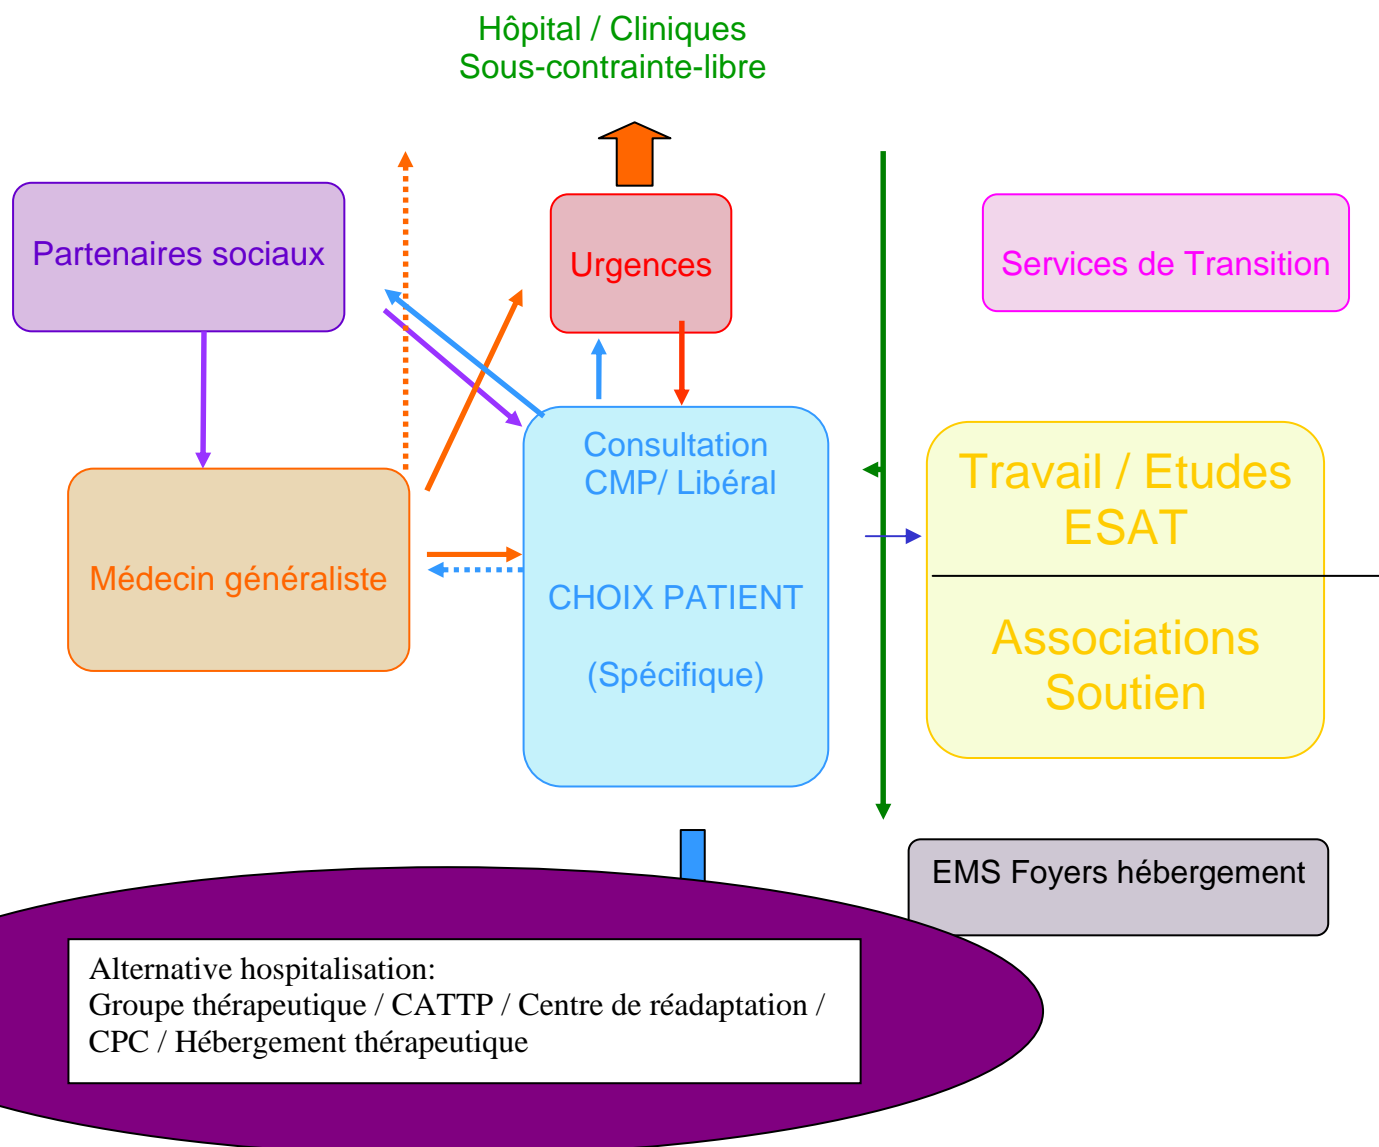 Hôpital / Cliniques
Sous-contrainte-libre
Partenaires sociaux
Urgences
Services de Transition
Médecin généraliste
Consultation
CMP/ Libéral
CHOIX PATIENT
(Spécifique)
Travail / Etudes
ESAT
Associations
Soutien
EMS Foyers hébergement
Alternative hospitalisation:
Groupe thérapeutique / CATTP / Centre de réadaptation /
CPC / Hébergement thérapeutique